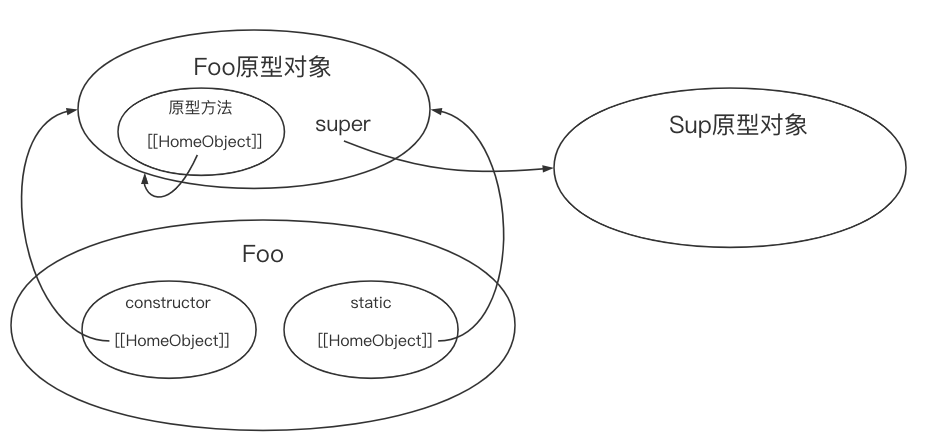 Foo原型对象
原型方法
[[HomeObject]]
super
Sup原型对象
Foo
constructor
[[HomeObject]]
static
[[HomeObject]]